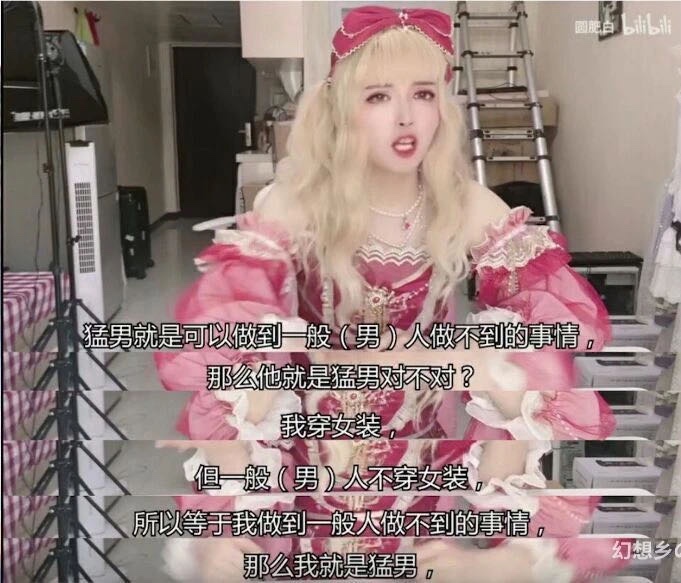 圆肥白 bilibili
猛男就是可以做到一般（男）人做不到的事情，
那么他就是猛男对不对？
我穿女装，
但一般（男）人不穿女装，
所以等于我做到一般人做不到的事情，
幻想乡の
那么我就是猛男，